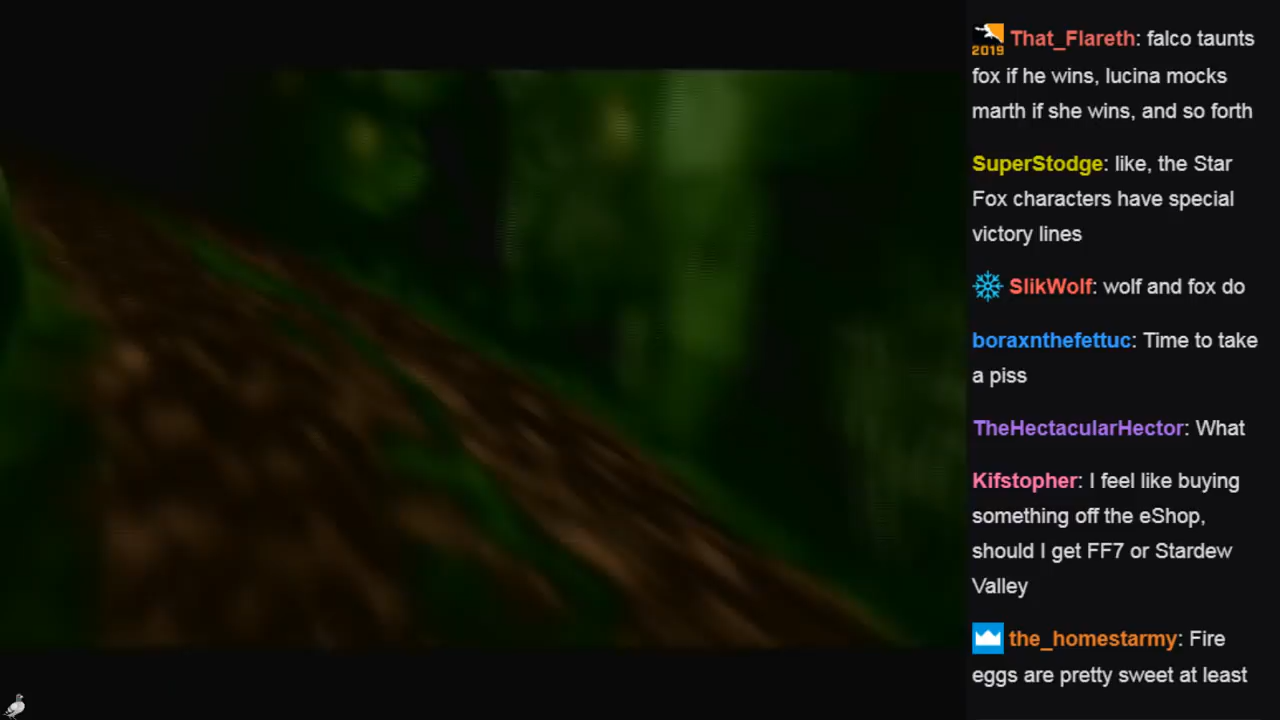 2019 That_Flareth: falco taunts
fox if he wins, lucina mocks
marth if she wins, and so forth
SuperStodge: like, the Star
Fox characters have special
victory lines
SlikWolf: wolf and fox do
boraxnthefettuc: Time to take
a piss
TheHectacularHector: What
Kifstopher: I feel like buying
something off the eShop,
should I get FF7 or Stardew
Valley
the_homestarmy: Fire
eggs are pretty sweet at least